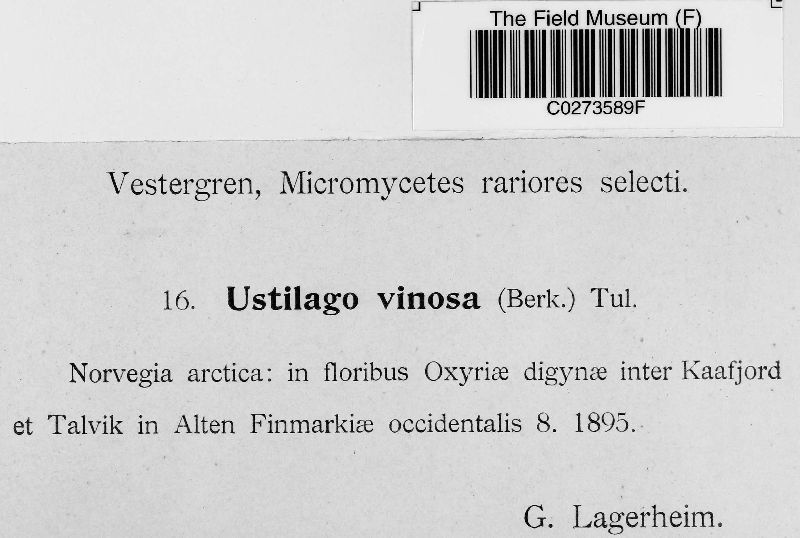 The Field Museum (F)
C0273589F
Vestergren, Micromycetes rariores selecti.
16. Ustilago vinosa (Berk.) Tul.
Norvegia arctica: in floribus Oxyriæ digynæ inter Kaafjord
et Talvik in Alten Finmarkiæ occidentalis 8. 1895.
G. Lagerheim.